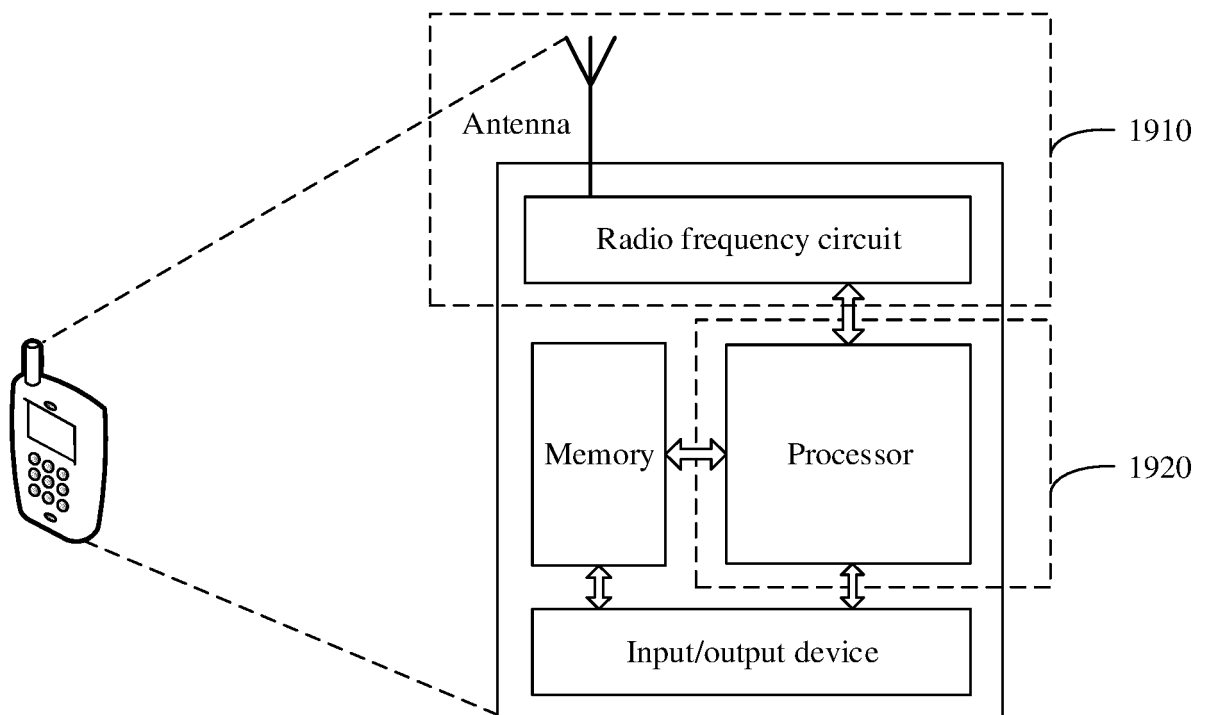 Antenna
1910
Radio frequency circuit
Memory
Processor
1920
Input/output device